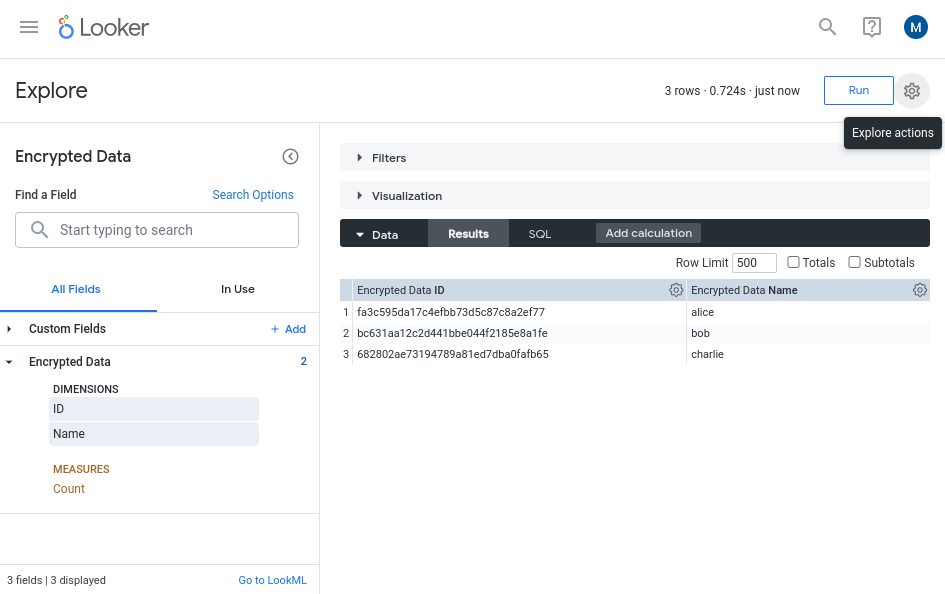 Looker
M
Explore
3 rows · 0.724s · just now
Run
Explore actions
Encrypted Data
Find a Field
Search Options
Start typing to search
All Fields
In Use
Custom Fields
+ Add
Encrypted Data
2
DIMENSIONS
ID
Name
MEASURES
Count
3 fields | 3 displayed
Go to LookML
Filters
Visualization
Data
Results
SQL
Add calculation
Row Limit 500 Totals Subtotals
Encrypted Data ID Encrypted Data Name
1 fa3c595da17c4efbb73d5c87c8a2ef77 alice
2 bc631aa12c2d441bbe044f2185e8a1fe bob
3 682802ae73194789a81ed7dba0fafb65 charlie